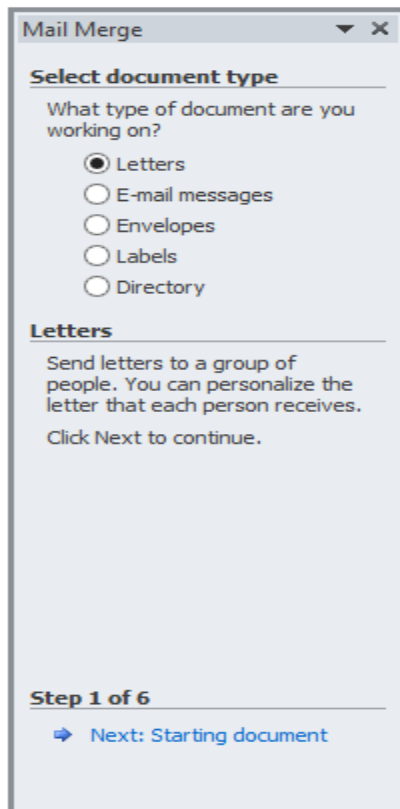 Mail Merge
Select document type
What type of document are you
working on?
Letters
E-mail messages
Envelopes
Labels
Directory
Letters
Send letters to a group of
people. You can personalize the
letter that each person receives.
Click Next to continue.
Step 1 of 6
Next: Starting document